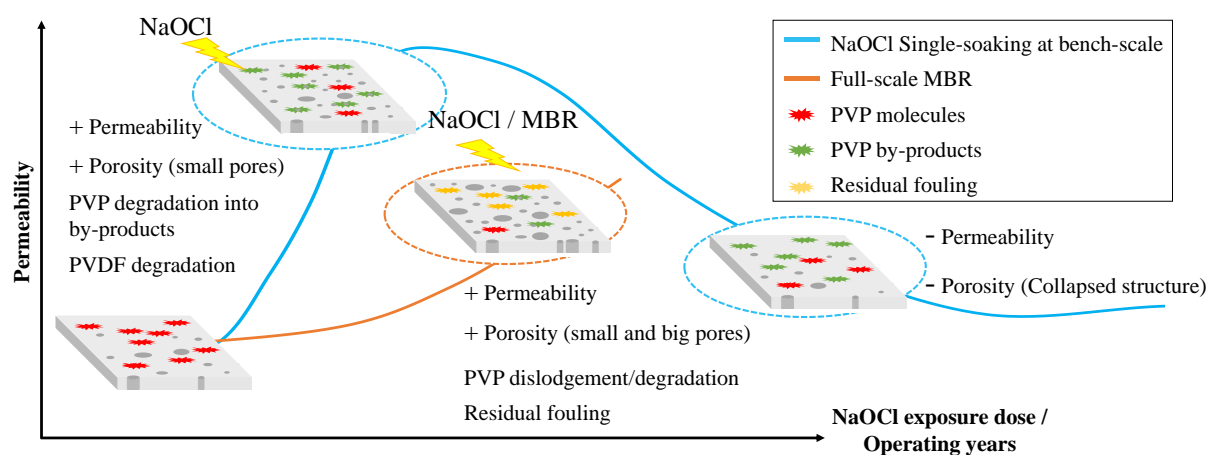 NaOCl
+ Permeability
+ Porosity (small pores)
PVP degradation into
by-products
PVDF degradation
NaOCl / MBR
+ Permeability
+ Porosity (small and big pores)
PVP dislodgement/degradation
Residual fouling
- Permeability
- Porosity (Collapsed structure)
NaOCl Single-soaking at bench-scale
Full-scale MBR
PVP molecules
PVP by-products
Residual fouling
Permeability
NaOCl exposure dose /
Operating years